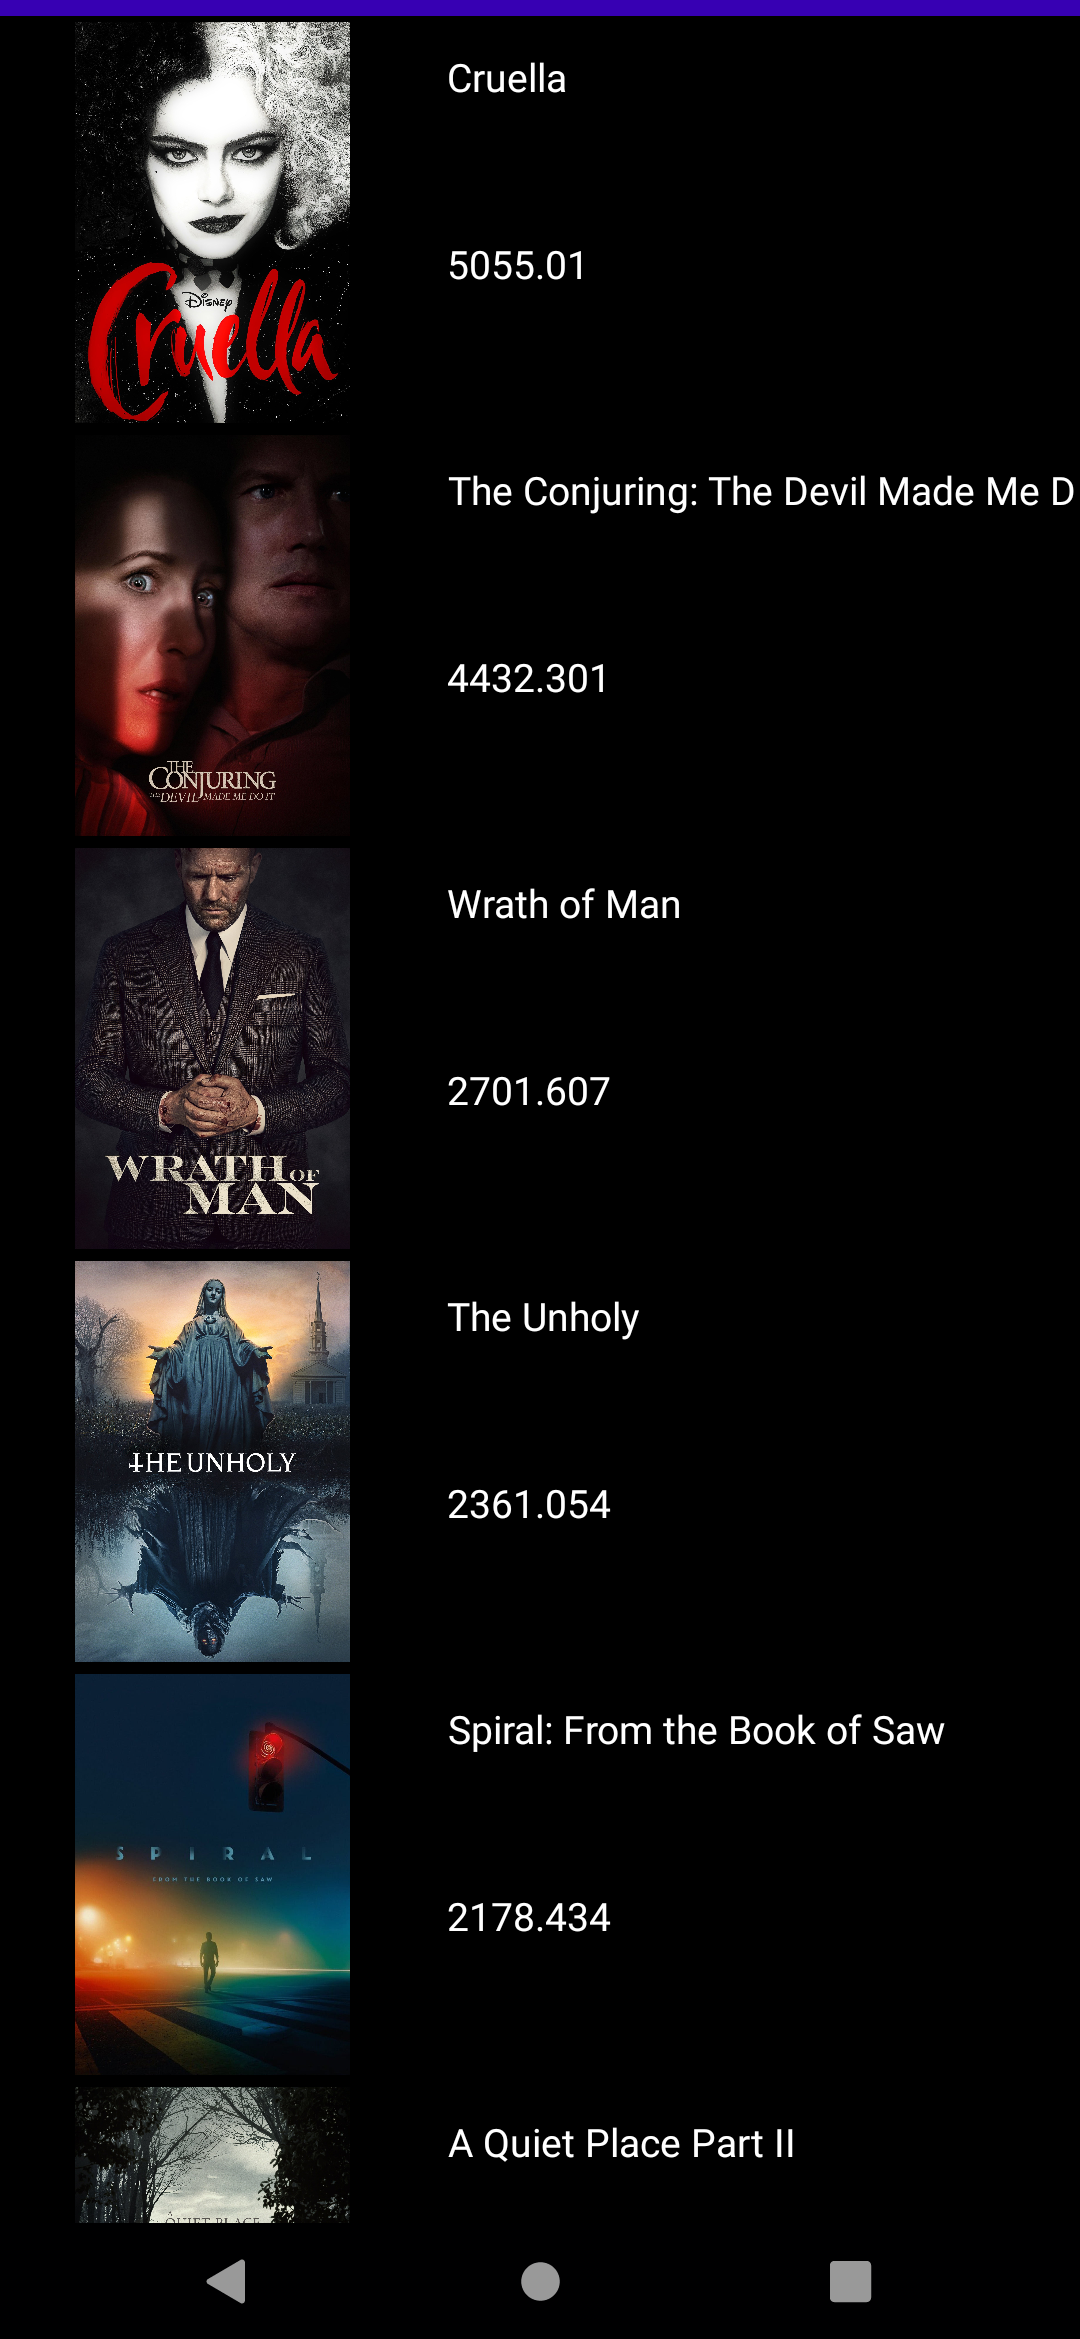 Cruella
5055.01
Disney
Cruella
The Conjuring: The Devil Made Me D
4432.301
THE
CONJURING
THE DEVIL MADE ME DO IT
Wrath of Man
2701.607
WRATH OF
MAN
The Unholy
2361.054
THE UNHOLY
Spiral: From the Book of Saw
2178.434
SPIRAL
FROM THE BOOK OF SAW
A Quiet Place Part II
QUIET PLACE